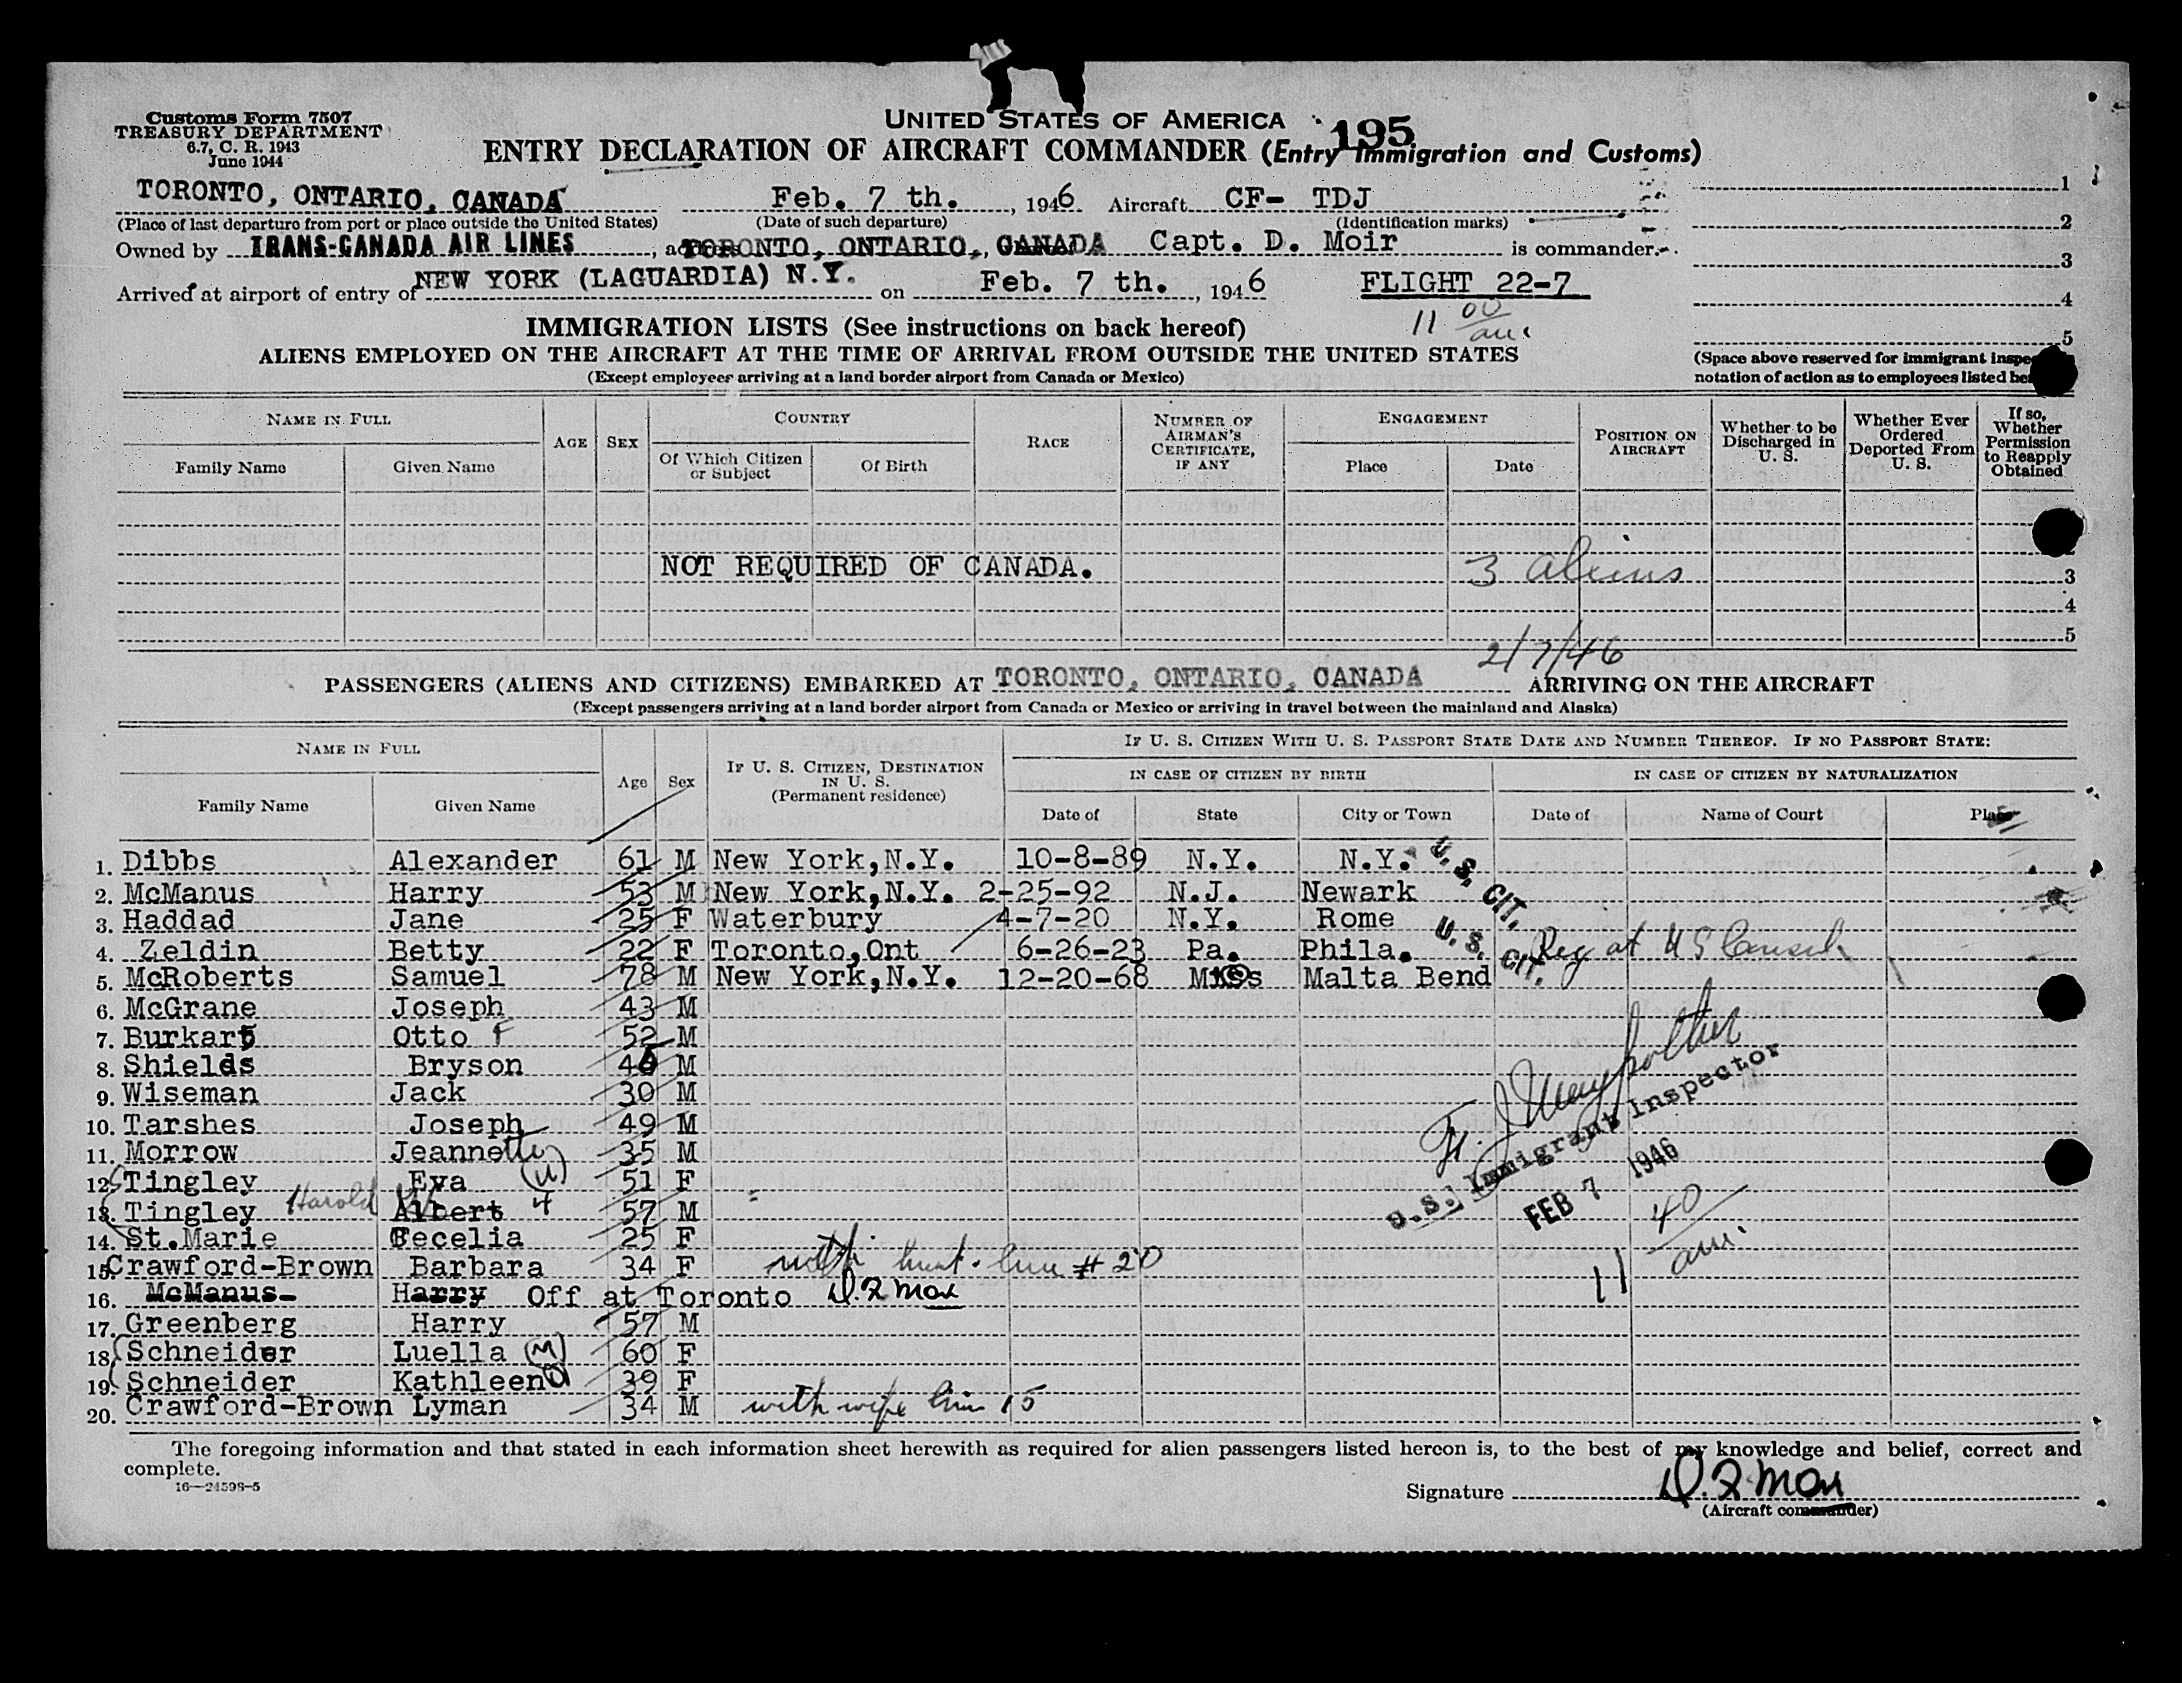 Customs Form 7507
TREASURY DEPARTMENT
6.7, C. R. 1943
June 1944
UNITED STATES OF AMERICA
195
ENTRY DECLARATION OF AIRCRAFT COMMANDER (Entry Immigration and Customs)
TORONTO, ONTARIO, CANADA Feb. 7 th. , 1946 Aircraft CF- TDJ 1
(Place of last departure from port or place outside the United States) (Date of such departure) (Identification marks) 2
Owned by TRANS-CANADA AIR LINES , TORONTO, ONTARIO, CANADA Capt. D. Moir is commander. 3
Arrived at airport of entry of NEW YORK (LAGUARDIA) N.Y. on Feb. 7 th. , 1946 FLIGHT 22-7 4
IMMIGRATION LISTS (See instructions on back hereof) 11 00 am. 5
ALIENS EMPLOYED ON THE AIRCRAFT AT THE TIME OF ARRIVAL FROM OUTSIDE THE UNITED STATES
(Space above reserved for immigrant
(Except employees arriving at a land border airport from Canada or Mexico)
notation of action as to employees listed
NAME IN FULL AGE SEX COUNTRY RACE NUMBER OF AIRMAN'S CERTIFICATE, IF ANY ENGAGEMENT POSITION ON AIRCRAFT Whether to be Discharged in U. S. Whether Ever Ordered Deported From U. S. If so, Whether Permission to Reapply Obtained
Family Name Given Name Of Which Citizen or Subject Of Birth Place Date
NOT REQUIRED OF CANADA. 3 aliens 3
4
5
2/7/46
PASSENGERS (ALIENS AND CITIZENS) EMBARKED AT TORONTO, ONTARIO, CANADA ARRIVING ON THE AIRCRAFT
(Except passengers arriving at a land border airport from Canada or Mexico or arriving in travel between the mainland and Alaska)
NAME IN FULL Age Sex IF U. S. CITIZEN, DESTINATION IN U. S. (Permanent residence) IF U. S. CITIZEN WITH U. S. PASSPORT STATE DATE AND NUMBER THEREOF. IF NO PASSPORT STATE:
IN CASE OF CITIZEN BY BIRTH IN CASE OF CITIZEN BY NATURALIZATION
Family Name Given Name Date of State City or Town Date of Name of Court Place
1. Dibbs Alexander 61 M New York,N.Y. 10-8-89 N.Y. N.Y. U. S. CIT.
2. McManus Harry 53 M New York,N.Y. 2-25-92 N.J. Newark
3. Haddad Jane 25 F Waterbury 4-7-20 N.Y. Rome U. S. CIT.
4. Zeldin Betty 22 F Toronto,Ont 6-26-23 Pa. Phila. Reg at U S Consul
5. McRoberts Samuel 78 M New York,N.Y. 12-20-68 Malta Bend
6. McGrane Joseph 43 M
7. Burkart Otto F 52 M
8. Shields Bryson 46 M
9. Wiseman Jack 30 M
10. Tarshes Joseph 49 M
11. Morrow Jeannette 35 M
12. Tingley Eva (U) 51 F
13. Tingley Harold W Albert 4 57 M
14. St.Marie Cecelia 25 F
15. Crawford-Brown Barbara 34 F with husb. line # 20
16. McManus- Harry Off at Toronto
17. Greenberg Harry 57 M
18. Schneider Luella (M) 60 F
19. Schneider Kathleen D 39 F
20. Crawford-Brown Lyman 34 M with wife line 15
U.S. Immigrant Inspector
FEB 7 1946
11 40 am.
The foregoing information and that stated in each information sheet herewith as required for alien passengers listed hereon is, to the best of my knowledge and belief, correct and
complete.
16—24598-5
Signature
(Aircraft commander)